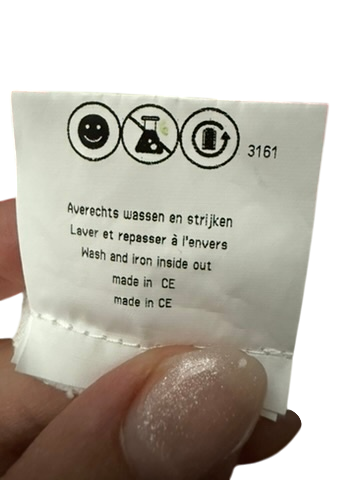 3161
Averechts wassen en strijken
Laver et repasser à l'envers
Wash and iron inside out
made in CE
made in CE